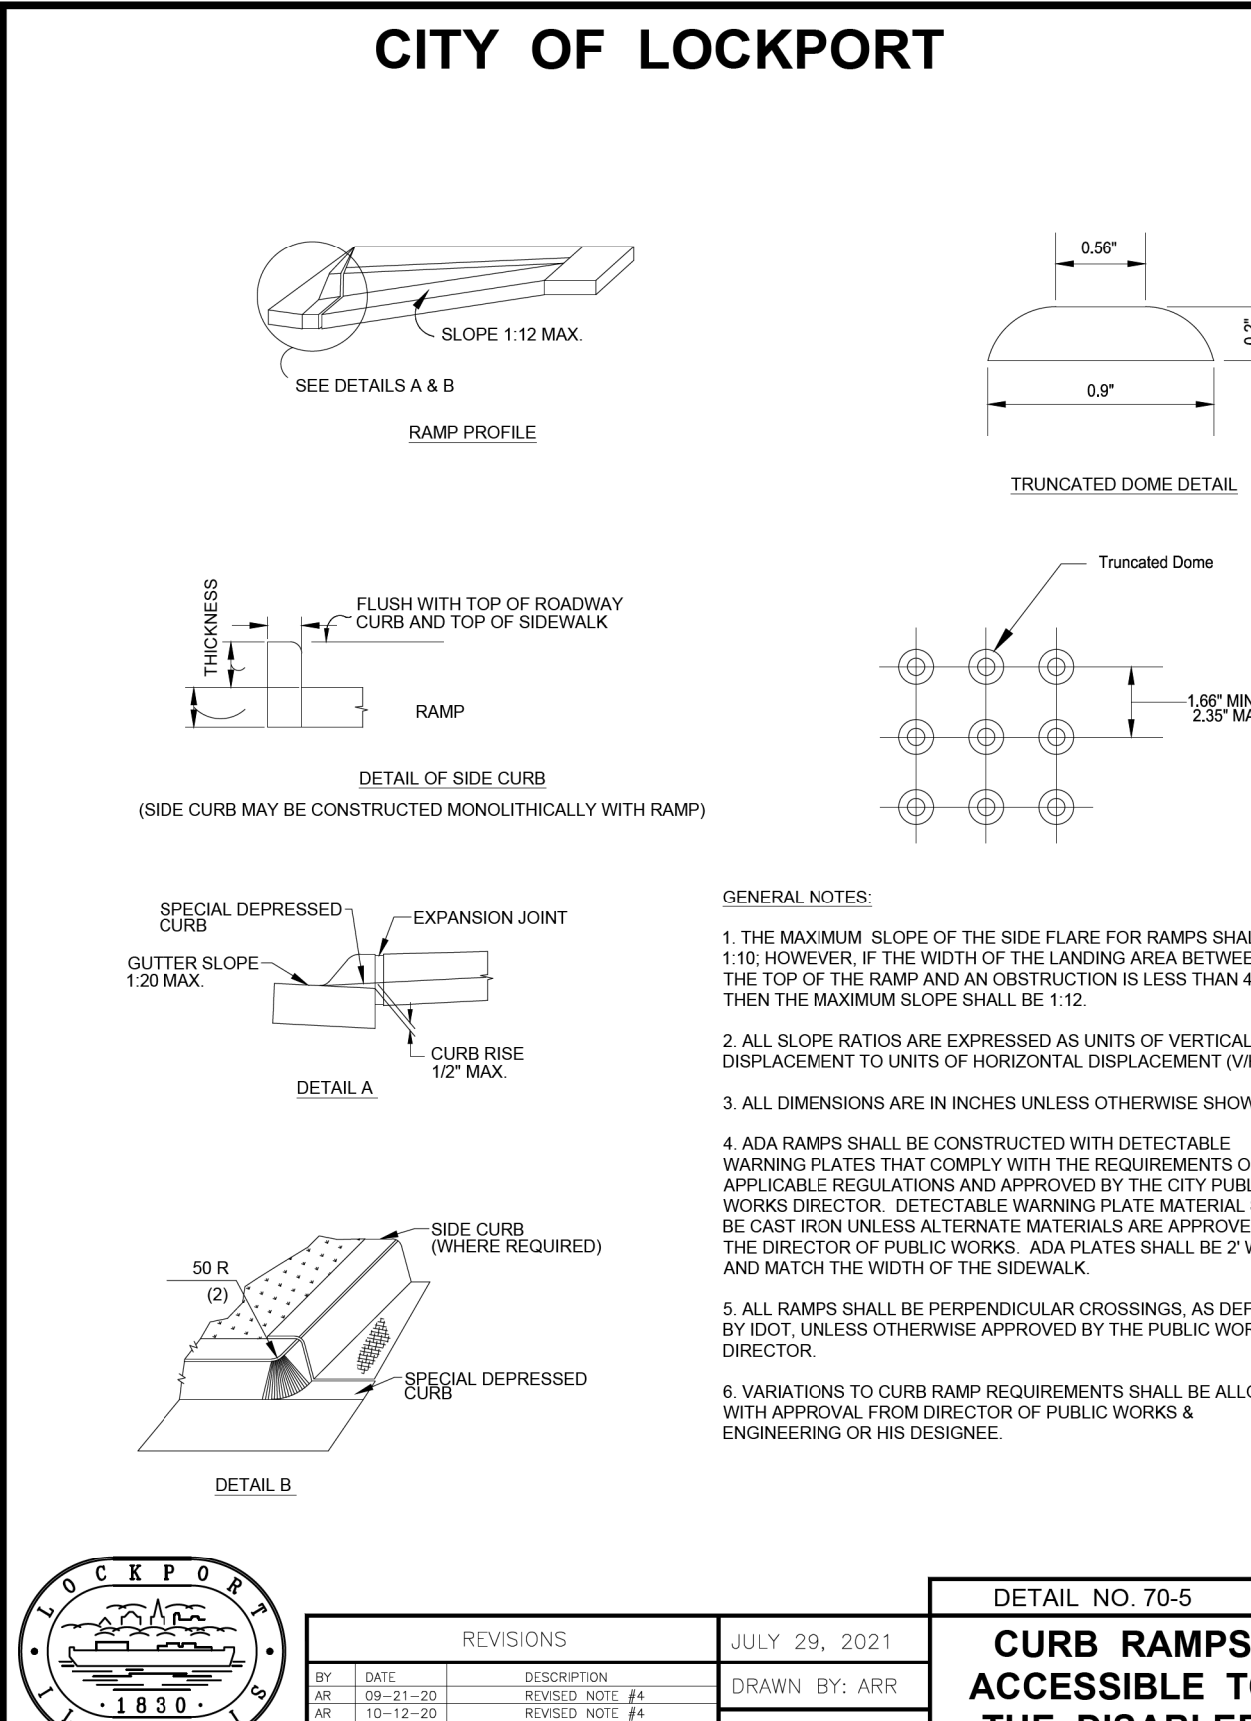 CITY OF LOCKPORT
SLOPE 1:12 MAX.
SEE DETAILS A & B
RAMP PROFILE
0.56"
0.2"
0.9"
TRUNCATED DOME DETAIL
THICKNESS
FLUSH WITH TOP OF ROADWAY
CURB AND TOP OF SIDEWALK
RAMP
DETAIL OF SIDE CURB
(SIDE CURB MAY BE CONSTRUCTED MONOLITHICALLY WITH RAMP)
Truncated Dome
1.66" MIN
2.35"
SPECIAL DEPRESSED
CURB
EXPANSION JOINT
GUTTER SLOPE
1:20 MAX.
CURB RISE
1/2" MAX.
DETAIL A
SIDE CURB
(WHERE REQUIRED)
50 R
(2)
SPECIAL DEPRESSED
CURB
DETAIL B
GENERAL NOTES:
1. THE MAXIMUM SLOPE OF THE SIDE FLARE FOR RAMPS
1:10; HOWEVER, IF THE WIDTH OF THE LANDING AREA
THE TOP OF THE RAMP AND AN OBSTRUCTION IS LESS THAN
THEN THE MAXIMUM SLOPE SHALL BE 1:12.
2. ALL SLOPE RATIOS ARE EXPRESSED AS UNITS OF VERTICAL
DISPLACEMENT TO UNITS OF HORIZONTAL DISPLACEMENT
3. ALL DIMENSIONS ARE IN INCHES UNLESS OTHERWISE
4. ADA RAMPS SHALL BE CONSTRUCTED WITH DETECTABLE
WARNING PLATES THAT COMPLY WITH THE REQUIREMENTS
APPLICABLE REGULATIONS AND APPROVED BY THE CITY
WORKS DIRECTOR. DETECTABLE WARNING PLATE MATERIAL
BE CAST IRON UNLESS ALTERNATE MATERIALS ARE
THE DIRECTOR OF PUBLIC WORKS. ADA PLATES SHALL BE 2'
AND MATCH THE WIDTH OF THE SIDEWALK.
5. ALL RAMPS SHALL BE PERPENDICULAR CROSSINGS, AS
BY IDOT, UNLESS OTHERWISE APPROVED BY THE PUBLIC
DIRECTOR.
6. VARIATIONS TO CURB RAMP REQUIREMENTS SHALL BE
WITH APPROVAL FROM DIRECTOR OF PUBLIC WORKS &
ENGINEERING OR HIS DESIGNEE.
LOCKPORT
1830
REVISIONS
BY DATE DESCRIPTION
AR 09-21-20 REVISED NOTE #4
AR 10-12-20 REVISED NOTE #4
JULY 29, 2021
DRAWN BY: ARR
DETAIL NO. 70-5
CURB RAMPS
ACCESSIBLE TO
THE DISABLED